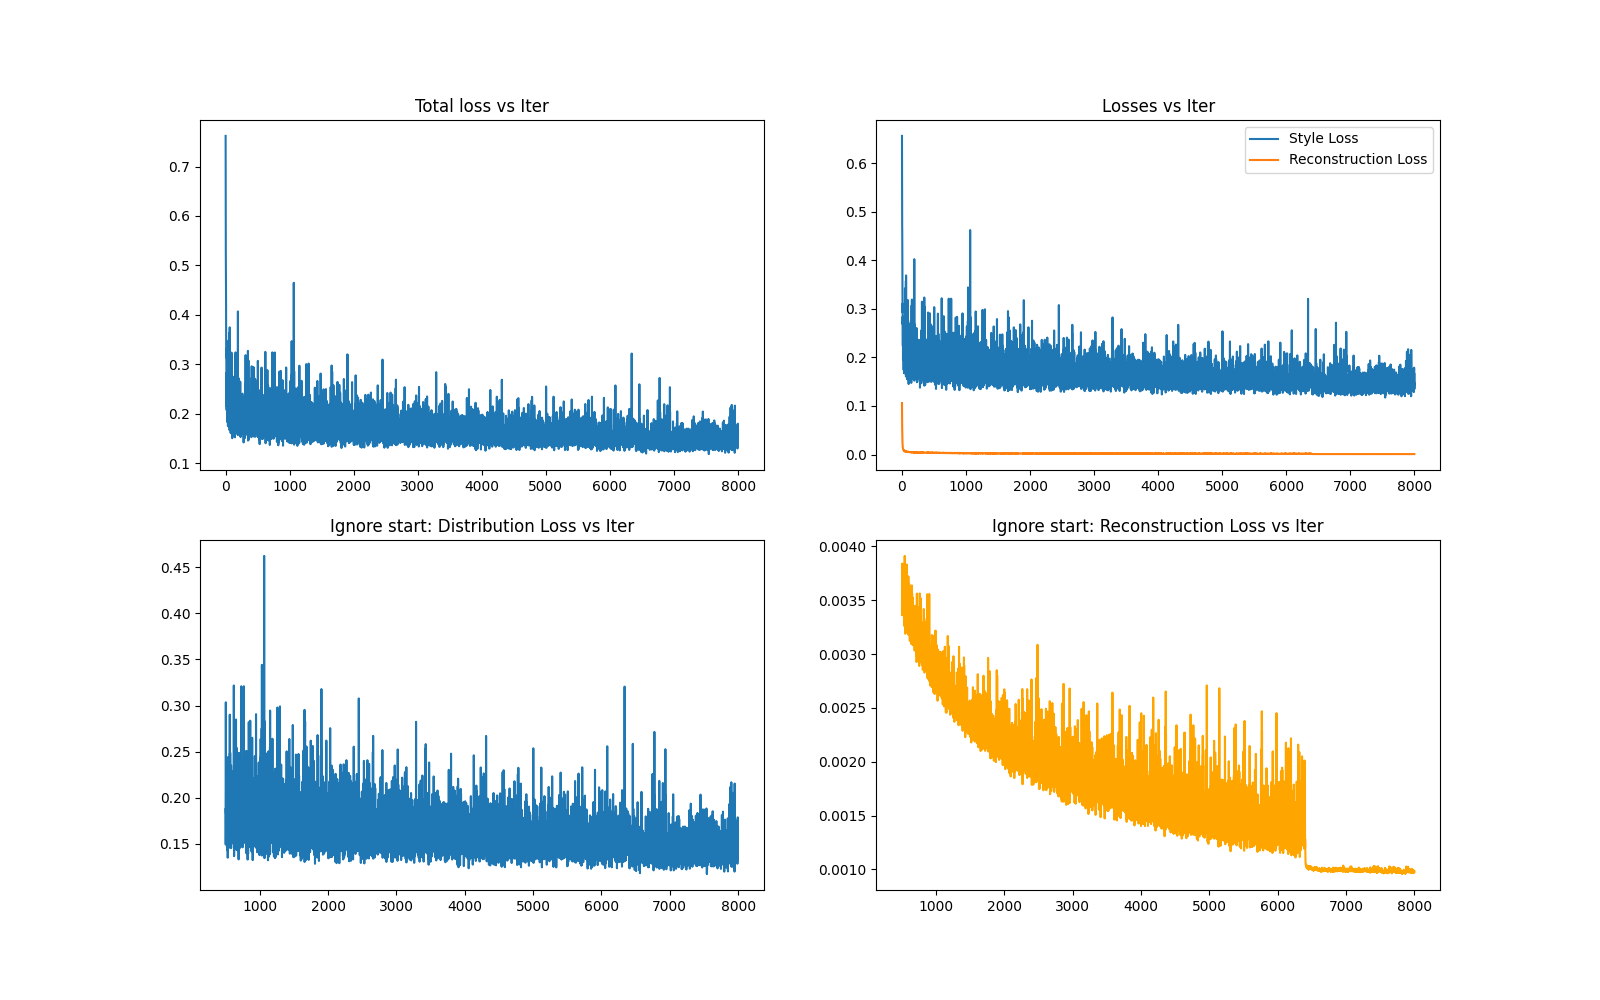 Total loss vs Iter
0.7
0.6
0.5
0.4
0.3
0.2
0.1
0 1000 2000 3000 4000 5000 6000 7000 8000
Losses vs Iter
Style Loss
Reconstruction Loss
0.6
0.5
0.4
0.3
0.2
0.1
0.0
0 1000 2000 3000 4000 5000 6000 7000 8000
Ignore start: Distribution Loss vs Iter
0.45
0.40
0.35
0.30
0.25
0.20
0.15
1000 2000 3000 4000 5000 6000 7000 8000
Ignore start: Reconstruction Loss vs Iter
0.0040
0.0035
0.0030
0.0025
0.0020
0.0015
0.0010
1000 2000 3000 4000 5000 6000 7000 8000